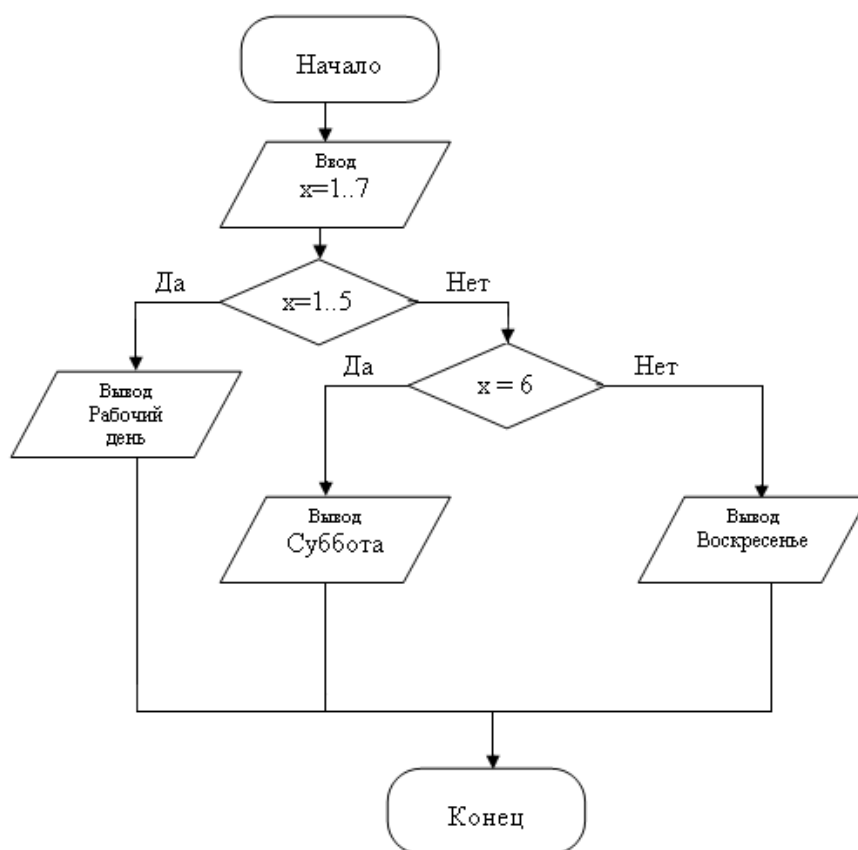 Начало
Ввод
x=1..7
Да
Нет
x=1..5
Да
Нет
x = 6
Вывод
Рабочий
день
Вывод
Суббота
Вывод
Воскресенье
Конец